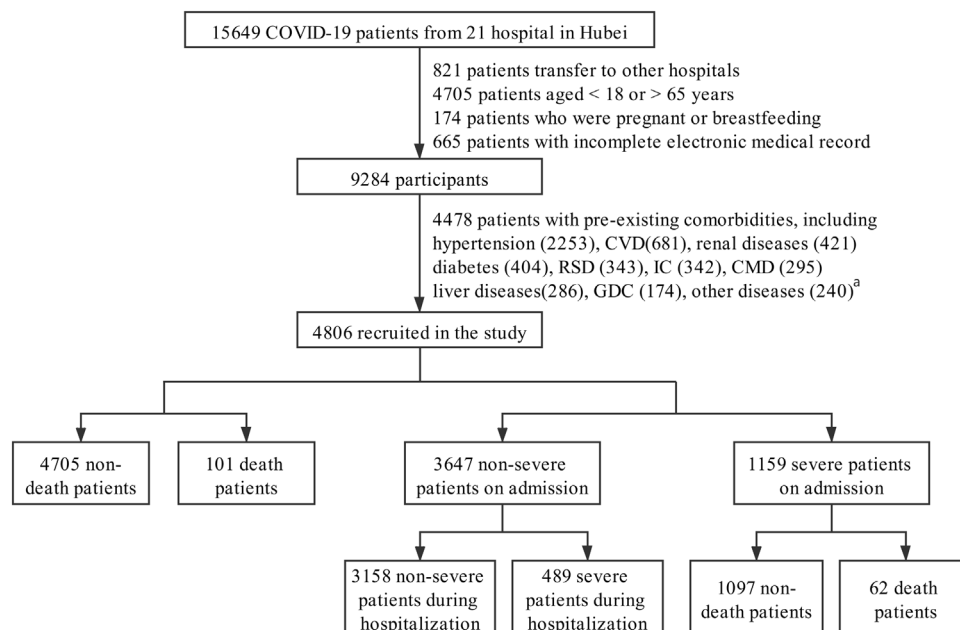 15649 COVID-19 patients from 21 hospital in Hubei
821 patients transfer to other hospitals
4705 patients aged < 18 or > 65 years
174 patients who were pregnant or breastfeeding
665 patients with incomplete electronic medical record
9284 participants
4478 patients with pre-existing comorbidities, including
hypertension (2253), CVD(681), renal diseases (421)
diabetes (404), RSD (343), IC (342), CMD (295)
liver diseases(286), GDC (174), other diseases (240)a
4806 recruited in the study
4705 non-
death patients
101 death
patients
3647 non-severe
patients on admission
1159 severe patients
on admission
3158 non-severe
patients during
hospitalization
489 severe
patients during
hospitalization
1097 non-
death patients
62 death
patients